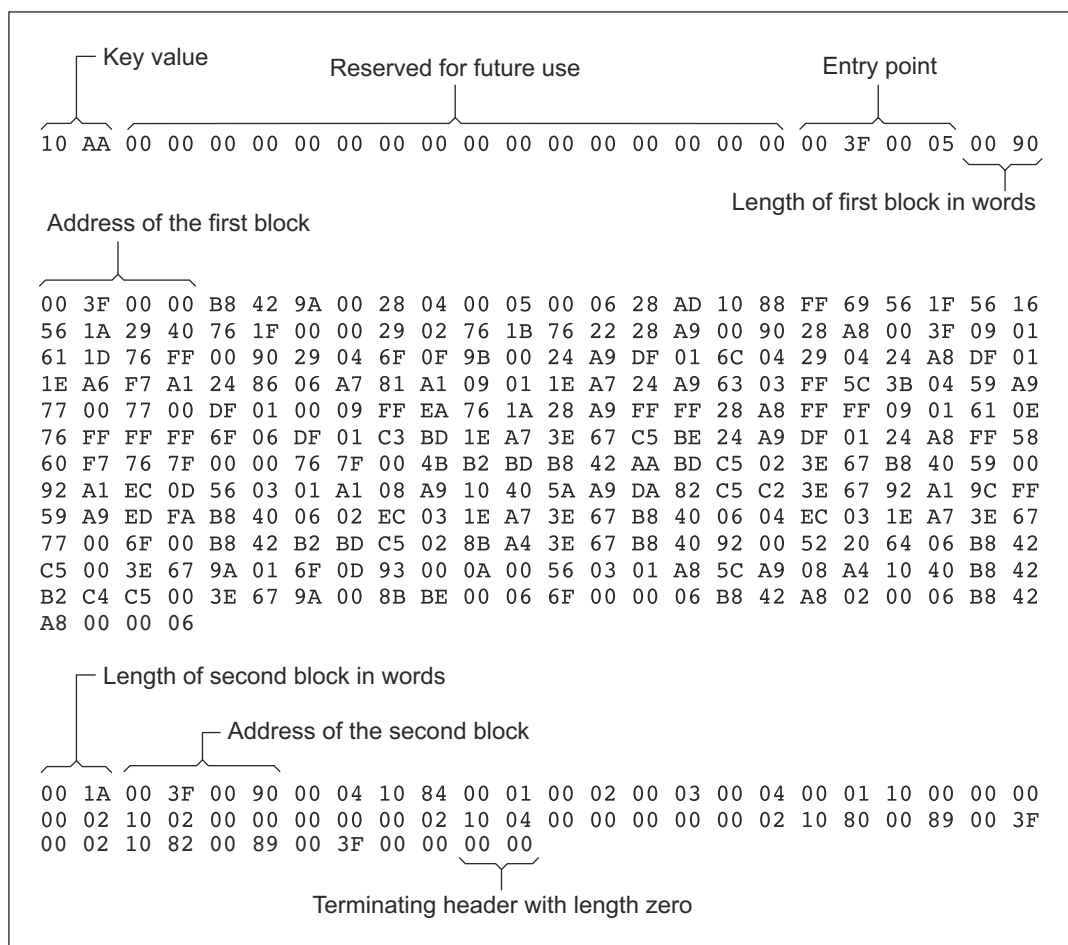 Key value
Reserved for future use
Entry point
10 AA 00 00 00 00 00 00 00 00 00 00 00 00 00 00 00 00 00 3F 00 05 00 90
Length of first block in words
Address of the first block
00 3F 00 00 B8 42 9A 00 28 04 00 05 00 06 28 AD 10 88 FF 69 56 1F 56 16
56 1A 29 40 76 1F 00 00 29 02 76 1B 76 22 28 A9 00 90 28 A8 00 3F 09 01
61 1D 76 FF 00 90 29 04 6F 0F 9B 00 24 A9 DF 01 6C 04 29 04 24 A8 DF 01
1E A6 F7 A1 24 86 06 A7 81 A1 09 01 1E A7 24 A9 63 03 FF 5C 3B 04 59 A9
77 00 77 00 DF 01 00 09 FF EA 76 1A 28 A9 FF FF 28 A8 FF FF 09 01 61 0E
76 FF FF FF 6F 06 DF 01 C3 BD 1E A7 3E 67 C5 BE 24 A9 DF 01 24 A8 FF 58
60 F7 76 7F 00 00 76 7F 00 4B B2 BD B8 42 AA BD C5 02 3E 67 B8 40 59 00
92 A1 EC 0D 56 03 01 A1 08 A9 10 40 5A A9 DA 82 C5 C2 3E 67 92 A1 9C FF
59 A9 ED FA B8 40 06 02 EC 03 1E A7 3E 67 B8 40 06 04 EC 03 1E A7 3E 67
77 00 6F 00 B8 42 B2 BD C5 02 8B A4 3E 67 B8 40 92 00 52 20 64 06 B8 42
C5 00 3E 67 9A 01 6F 0D 93 00 0A 00 56 03 01 A8 5C A9 08 A4 10 40 B8 42
B2 C4 C5 00 3E 67 9A 00 8B BE 00 06 6F 00 00 06 B8 42 A8 02 00 06 B8 42
A8 00 00 06
Length of second block in words
Address of the second block
00 1A 00 3F 00 90 00 04 10 84 00 01 00 02 00 03 00 04 00 01 10 00 00 00
00 02 10 02 00 00 00 00 00 02 10 04 00 00 00 00 00 02 10 80 00 89 00 3F
00 02 10 82 00 89 00 3F 00 00 00 00
Terminating header with length zero